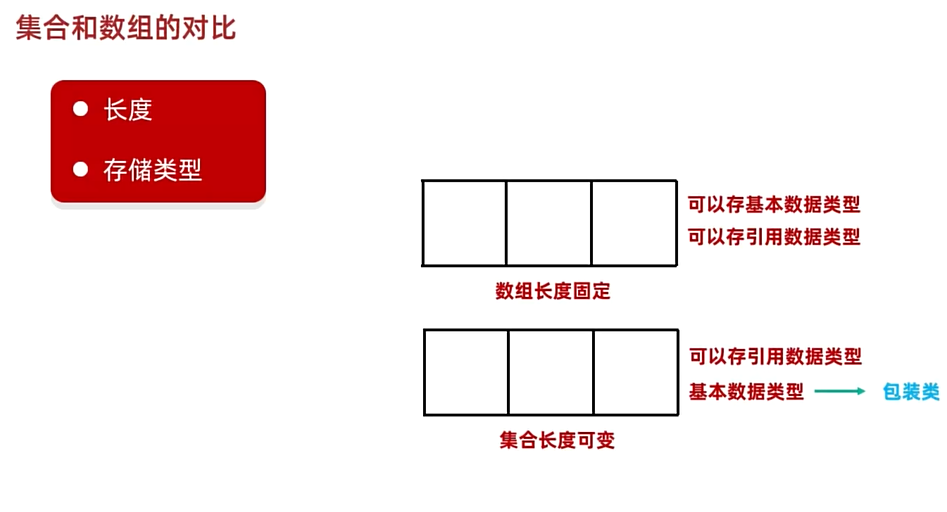 集合和数组的对比
长度
存储类型
可以存基本数据类型
可以存引用数据类型
数组长度固定
可以存引用数据类型
基本数据类型 包装类
集合长度可变